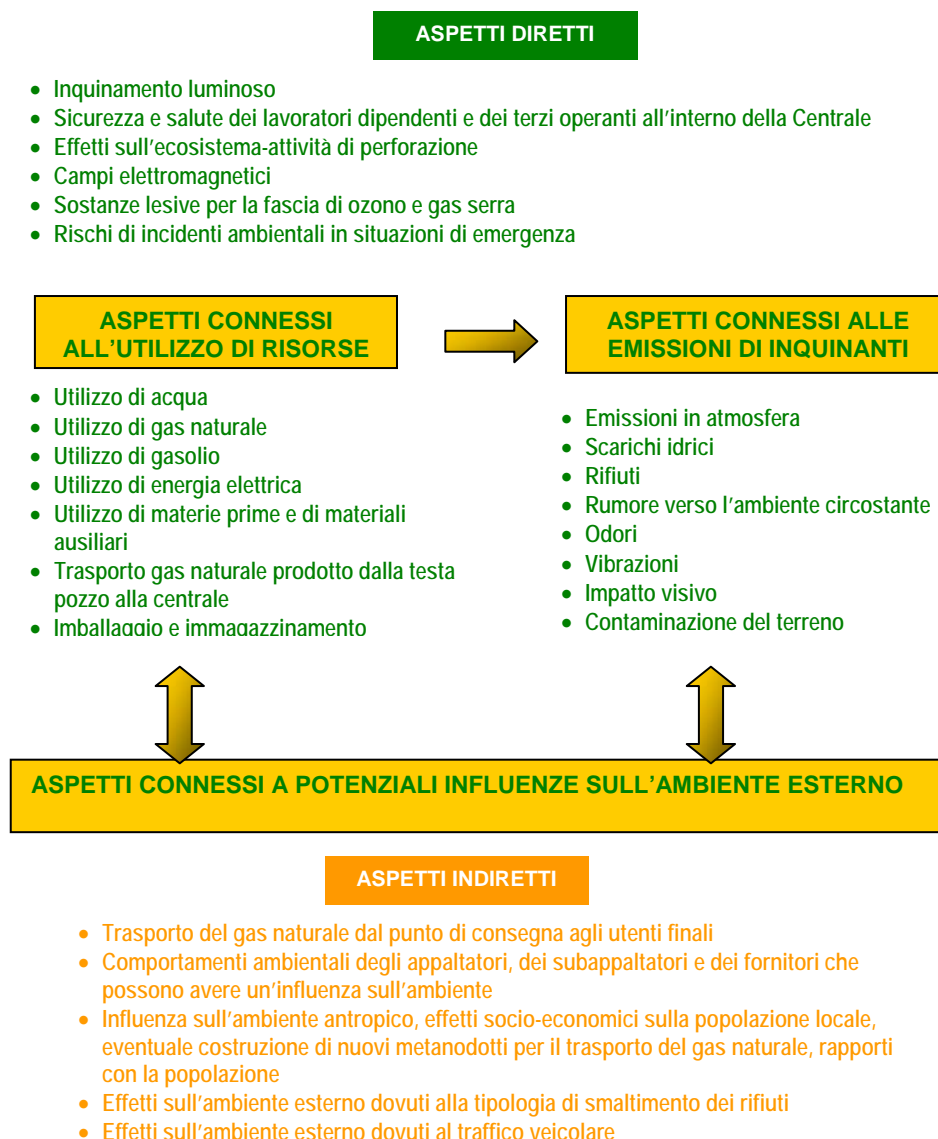 ASPETTI DIRETTI
• Inquinamento luminoso
• Sicurezza e salute dei lavoratori dipendenti e dei terzi operanti all'interno della Centrale
• Effetti sull'ecosistema-attività di perforazione
• Campi elettromagnetici
• Sostanze lesive per la fascia di ozono e gas serra
• Rischi di incidenti ambientali in situazioni di emergenza
ASPETTI CONNESSI
ALL'UTILIZZO DI RISORSE
• Utilizzo di acqua
• Utilizzo di gas naturale
• Utilizzo di gasolio
• Utilizzo di energia elettrica
• Utilizzo di materie prime e di materiali
ausiliari
• Trasporto gas naturale prodotto dalla testa
pozzo alla centrale
• Imballaggio e immagazzinamento
ASPETTI CONNESSI ALLE
EMISSIONI DI INQUINANTI
• Emissioni in atmosfera
• Scarichi idrici
• Rifiuti
• Rumore verso l'ambiente circostante
• Odori
• Vibrazioni
• Impatto visivo
• Contaminazione del terreno
ASPETTI CONNESSI A POTENZIALI INFLUENZE SULL'AMBIENTE ESTERNO
ASPETTI INDIRETTI
• Trasporto del gas naturale dal punto di consegna agli utenti finali
• Comportamenti ambientali degli appaltatori, dei subappaltatori e dei fornitori che
possono avere un'influenza sull'ambiente
• Influenza sull'ambiente antropico, effetti socio-economici sulla popolazione locale,
eventuale costruzione di nuovi metanodotti per il trasporto del gas naturale, rapporti
con la popolazione
• Effetti sull'ambiente esterno dovuti alla tipologia di smaltimento dei rifiuti
• Effetti sull'ambiente esterno dovuti al traffico veicolare